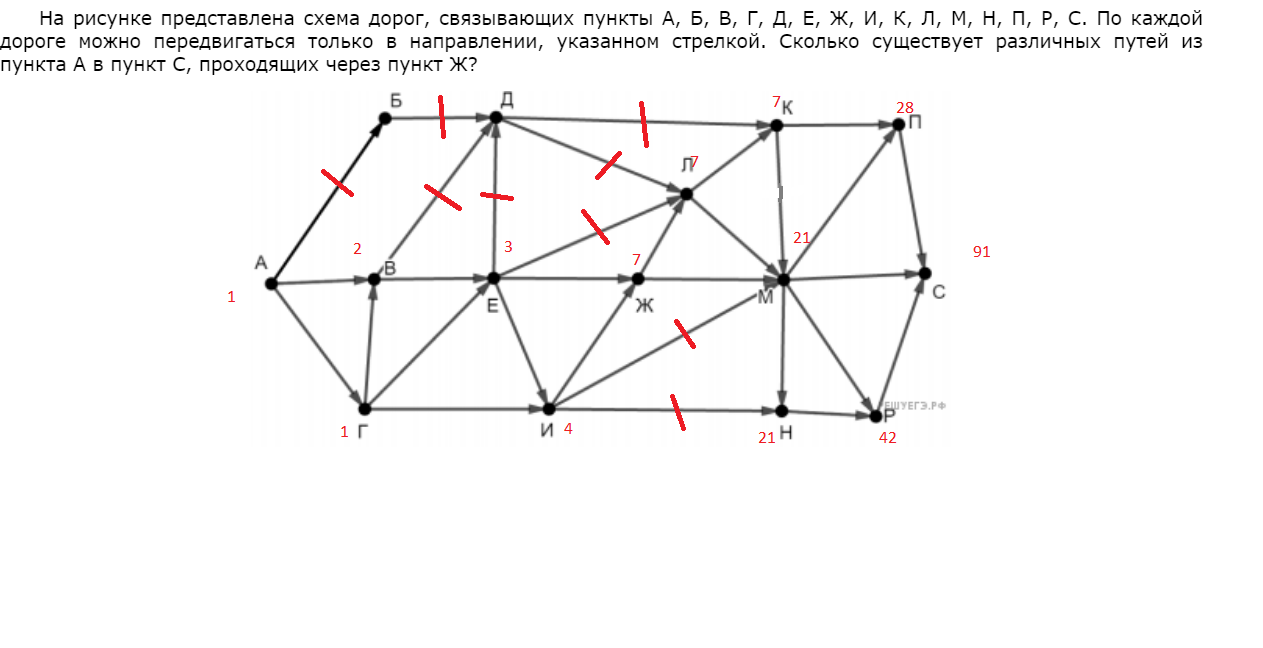 На рисунке представлена схема дорог, связывающих пункты А, Б, В, Г, Д, Е, Ж, И, К, Л, М, Н, П, Р, С. По каждой
дороге можно передвигаться только в направлении, указанном стрелкой. Сколько существует различных путей из
пункта А в пункт С, проходящих через пункт Ж?
Б
Д
7 К
28
П
Л 7
А
2
В
3
7
21
91
1
Е
Ж
М
С
1 Г
И 4
21 Н
РЕШУЕГЭ.РФ
Р
42